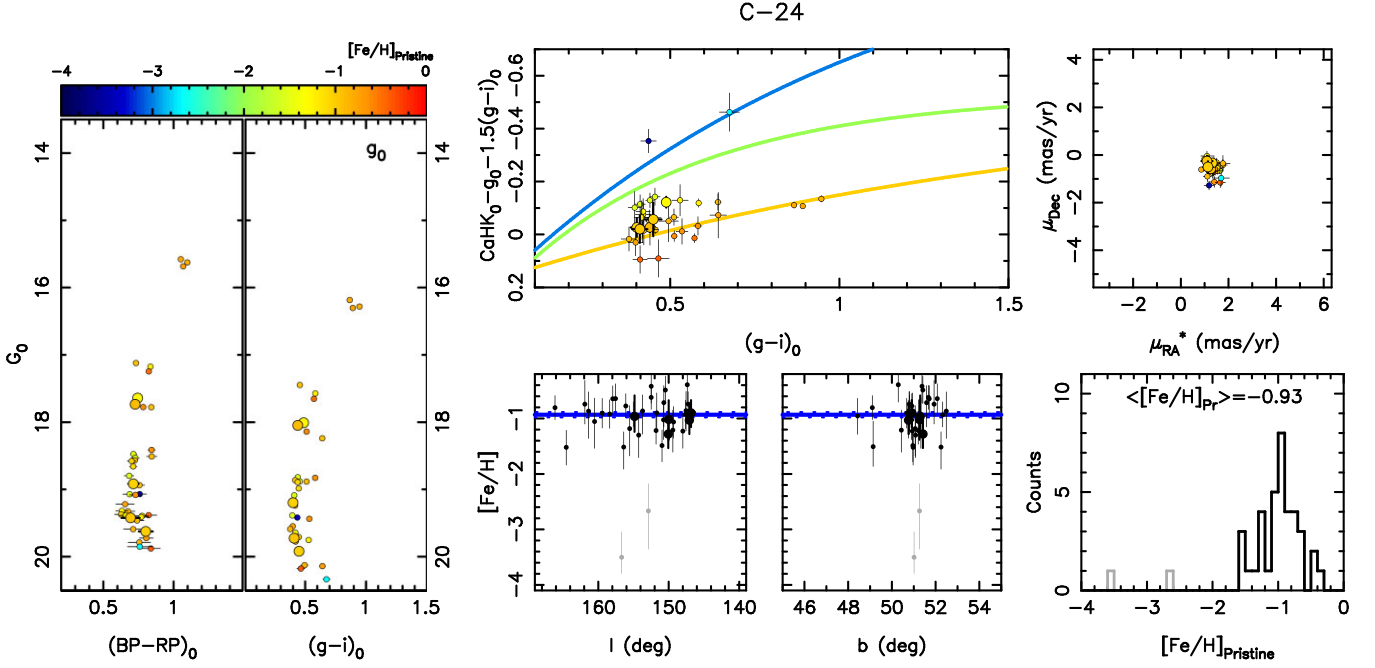 C−24
[Fe/H]Pristine
−4 −3 −2 −1 0
g0
14 16 18 20
G0
14 16 18 20
0.5 1
0.5 1 1.5
(BP−RP)0
(g−i)0
CaHK0−g0−1.5(g−i)0
−0.6 −0.4 −0.2 0 0.2
0.5 1 1.5
(g−i)0
μDec (mas/yr)
4 2 0 −2 −4
−2 0 2 4 6
μRA* (mas/yr)
[Fe/H]
−1 −2 −3 −4
160 150 140
l (deg)
46 48 50 52 54
b (deg)
<[Fe/H]Pr>=−0.93
Counts
10 5 0
−4 −3 −2 −1 0
[Fe/H]Pristine